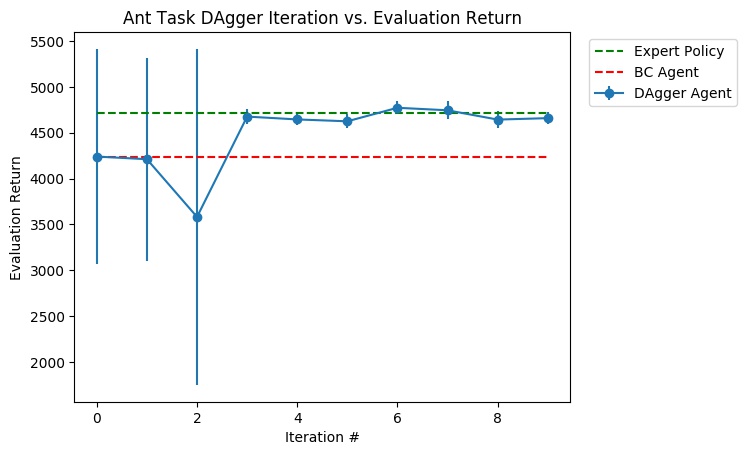 Ant Task DAgger Iteration vs. Evaluation Return
5500
5000
4500
4000
3500
3000
2500
2000
Evaluation Return
0
2
4
6
8
Iteration #
Expert Policy
BC Agent
DAgger Agent